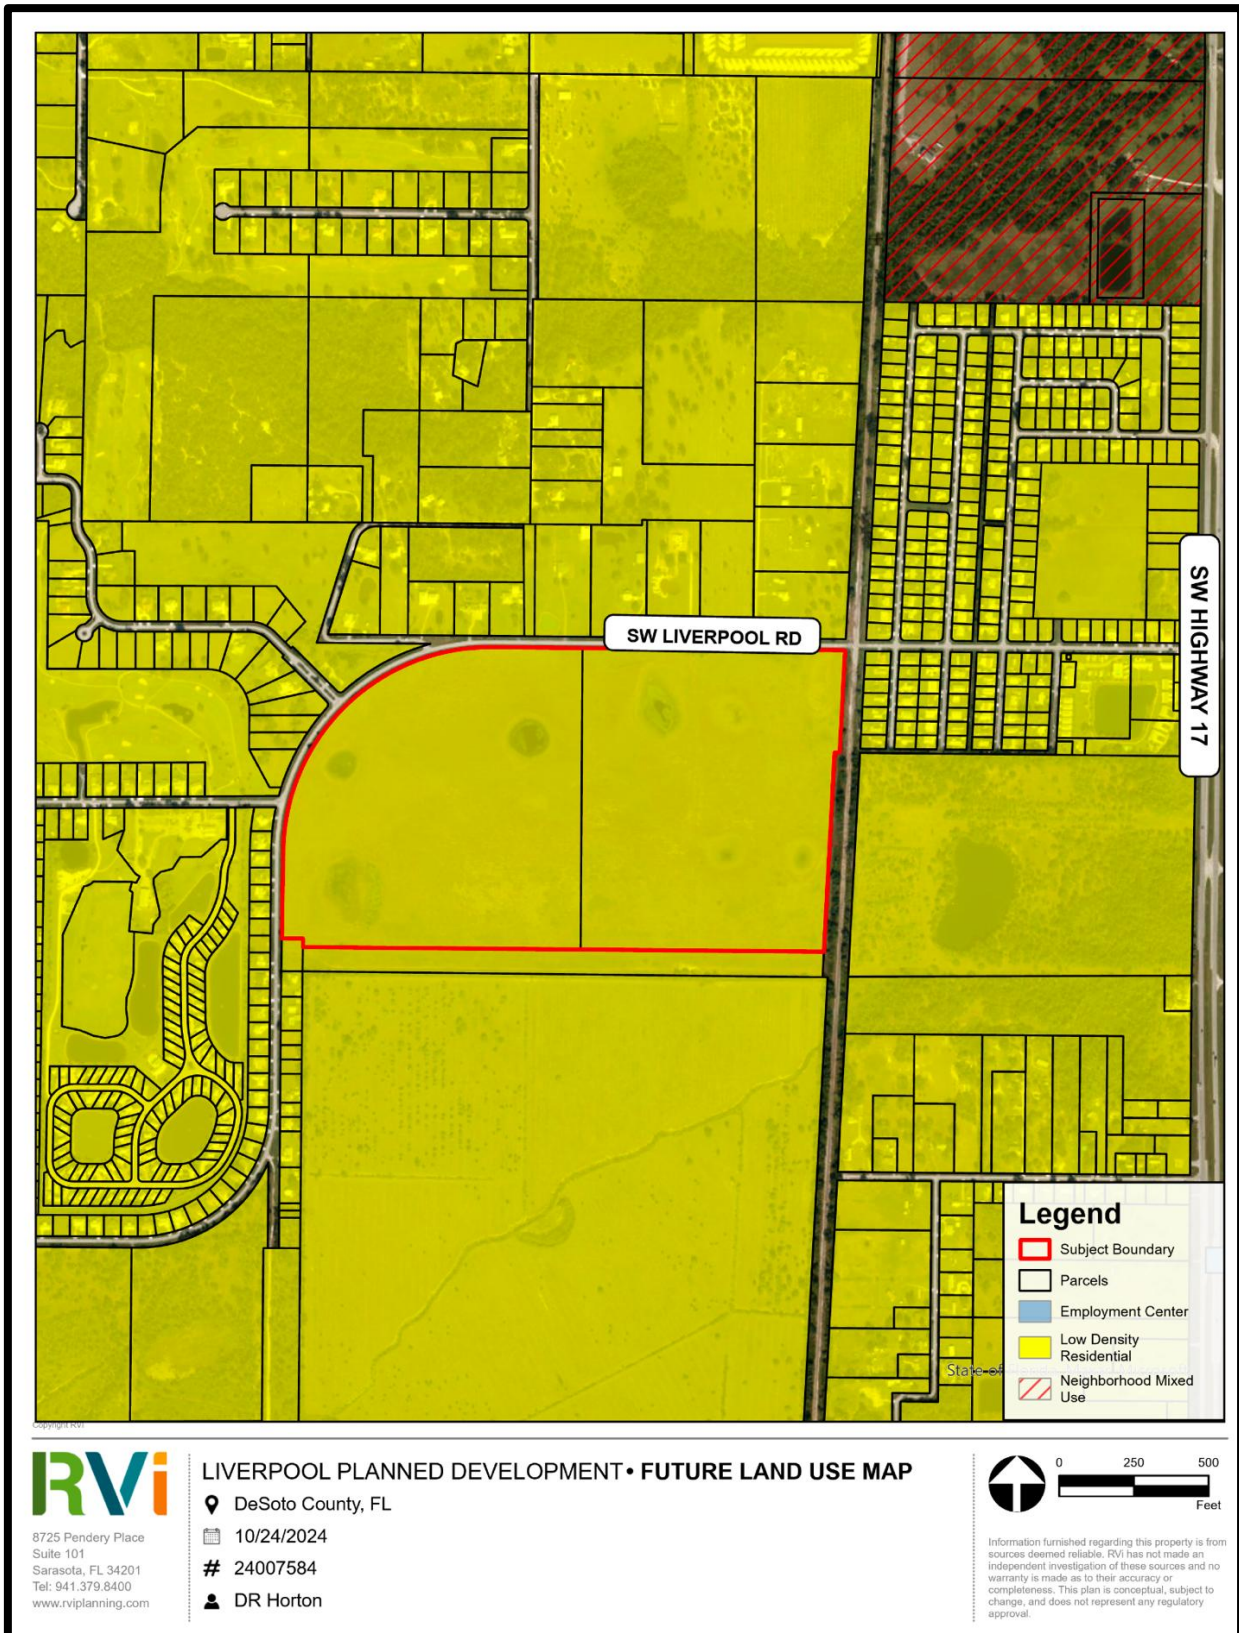 SW LIVERPOOL RD
SW HIGHWAY 17
Legend
Subject Boundary
Parcels
Employment Center
Low Density
Residential
Neighborhood Mixed
Use
State of
Copyright RVi
RVi
8725 Pendery Place
Suite 101
Sarasota, FL 34201
Tel: 941.379.8400
www.rviplanning.com
LIVERPOOL PLANNED DEVELOPMENT • FUTURE LAND USE MAP
DeSoto County, FL
10/24/2024
# 24007584
DR Horton
0 250 500
Feet
Information furnished regarding this property is from
sources deemed reliable. RVi has not made an
independent investigation of these sources and no
warranty is made as to their accuracy or
completeness. This plan is conceptual, subject to
change, and does not represent any regulatory
approval.